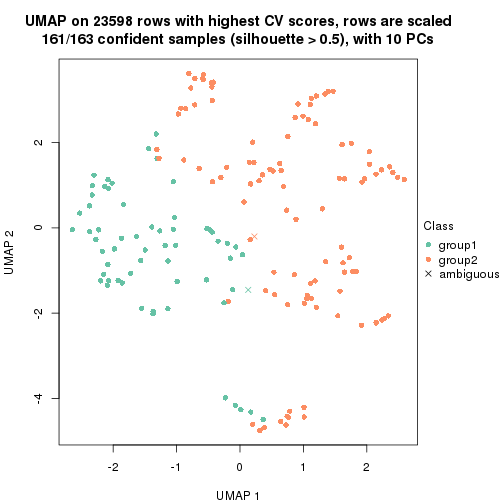 UMAP on 23598 rows with highest CV scores, rows are scaled
161/163 confident samples (silhouette > 0.5), with 10 PCs
2
0
-2
-4
UMAP 2
-2
-1
0
1
2
UMAP 1
Class
group1
group2
ambiguous